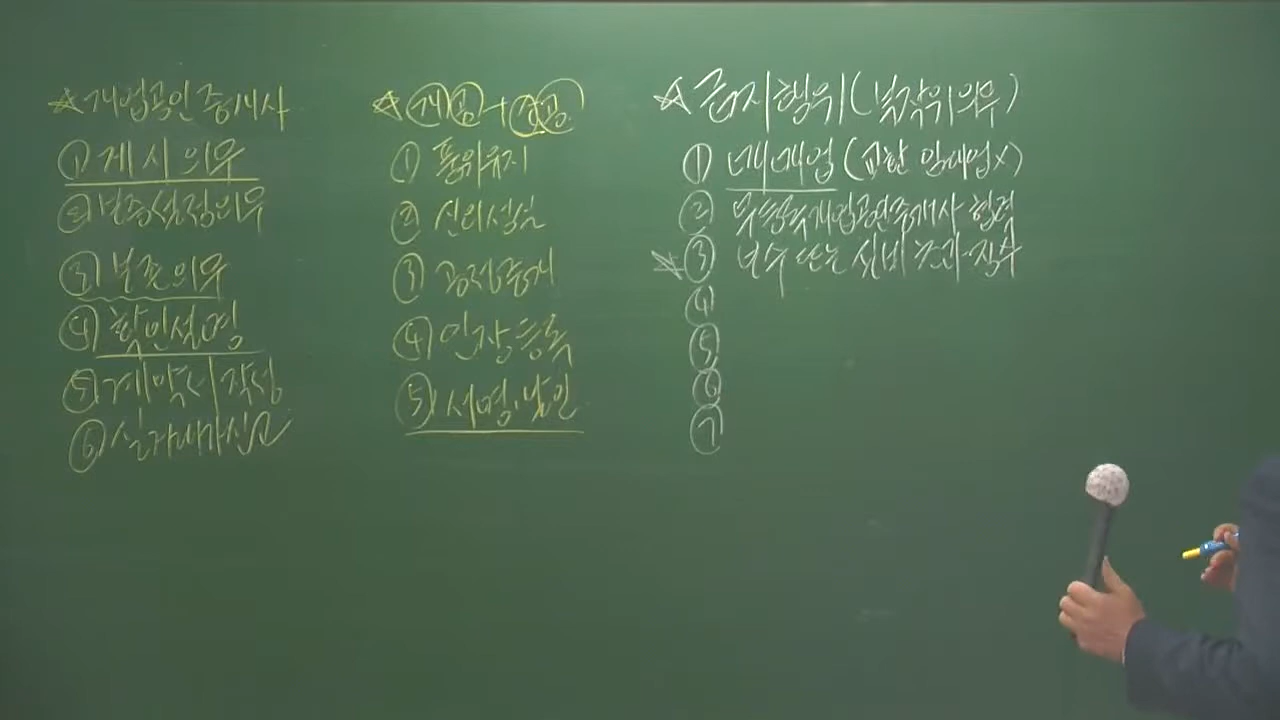 ☆ 개업공인중개사
① 게시의무
② 보증설정의무
③ 보존의무
④ 확인설명
⑤ 계약서 작성
⑥ 실거래가신고
☆ 개공 + 소공
① 품위유지
② 신의성실
③ 공정중개
④ 인장등록
⑤ 서명·날인
☆ 금지행위 (부작위의무)
① 매매업 (교환 임대업×)
② 무등록개업공인중개사 협력
☆ ③ 보수 또는 실비 초과·직수
④
⑤
⑥
⑦